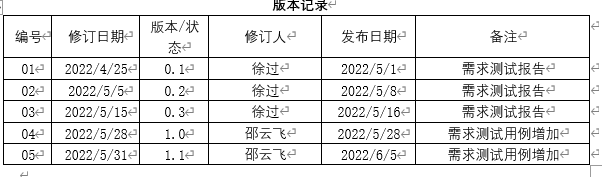 版本记录
编号 修订日期 版本/状态 修订人 发布日期 备注
01 2022/4/25 0.1 徐过 2022/5/1 需求测试报告
02 2022/5/5 0.2 徐过 2022/5/8 需求测试报告
03 2022/5/15 0.3 徐过 2022/5/16 需求测试报告
04 2022/5/28 1.0 邵云飞 2022/5/28 需求测试用例增加
05 2022/5/31 1.1 邵云飞 2022/6/5 需求测试用例增加